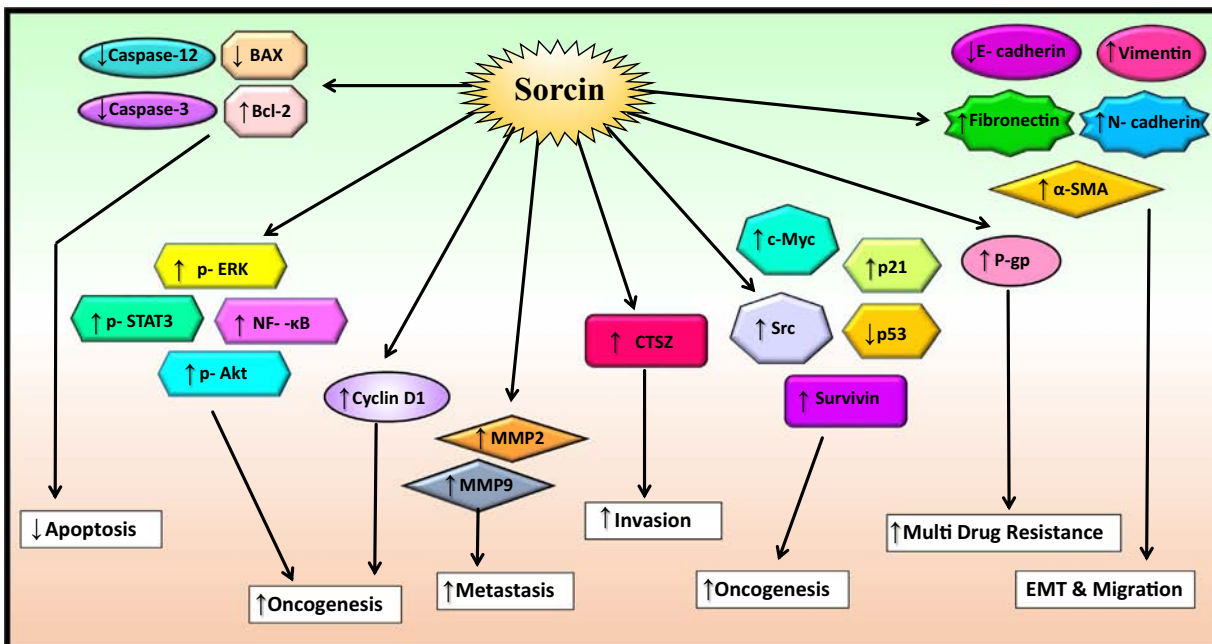 Sorcin
↓Caspase-12
↓ BAX
↓Caspase-3
↑ Bcl-2
↓E- cadherin
↑Vimentin
↑Fibronectin
↑N- cadherin
↑ α-SMA
↑ p- ERK
↑ p- STAT3
↑ NF- -κB
↑ p- Akt
↑Cyclin D1
↑ MMP2
↑ MMP9
↑ CTSZ
↑ c-Myc
↑p21
↑ Src
↓p53
↑ Survivin
↑ P-gp
↓Apoptosis
↑Oncogenesis
↑Metastasis
↑Invasion
↑Oncogenesis
↑Multi Drug Resistance
EMT & Migration